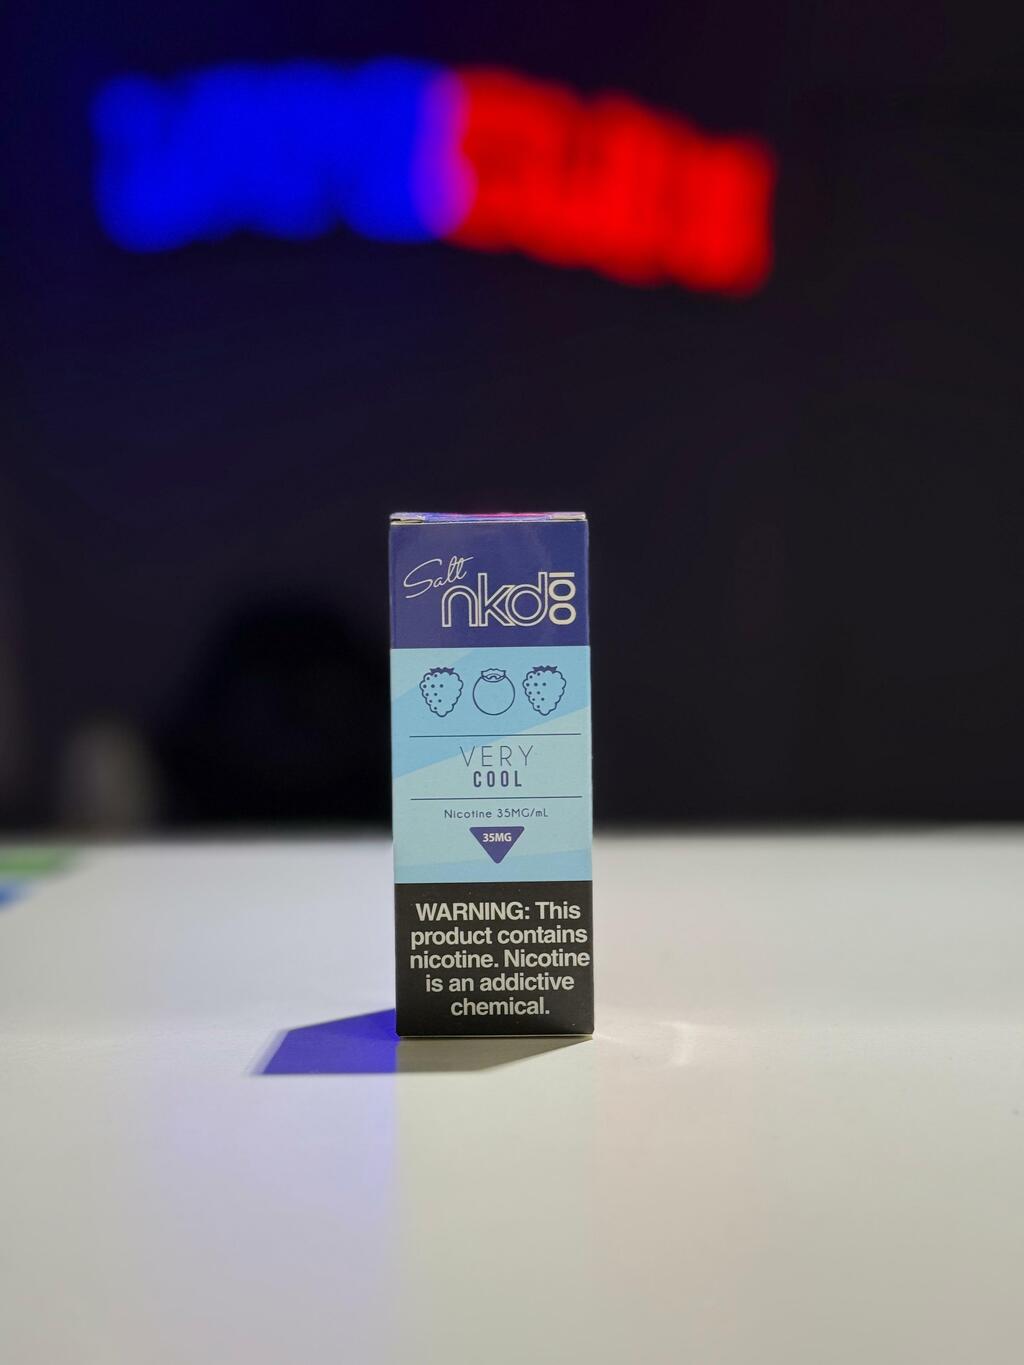 Salt
nkd 100
VERY
COOL
Nicotine 35MG/mL
35MG
WARNING: This
product contains
nicotine. Nicotine
is an addictive
chemical.